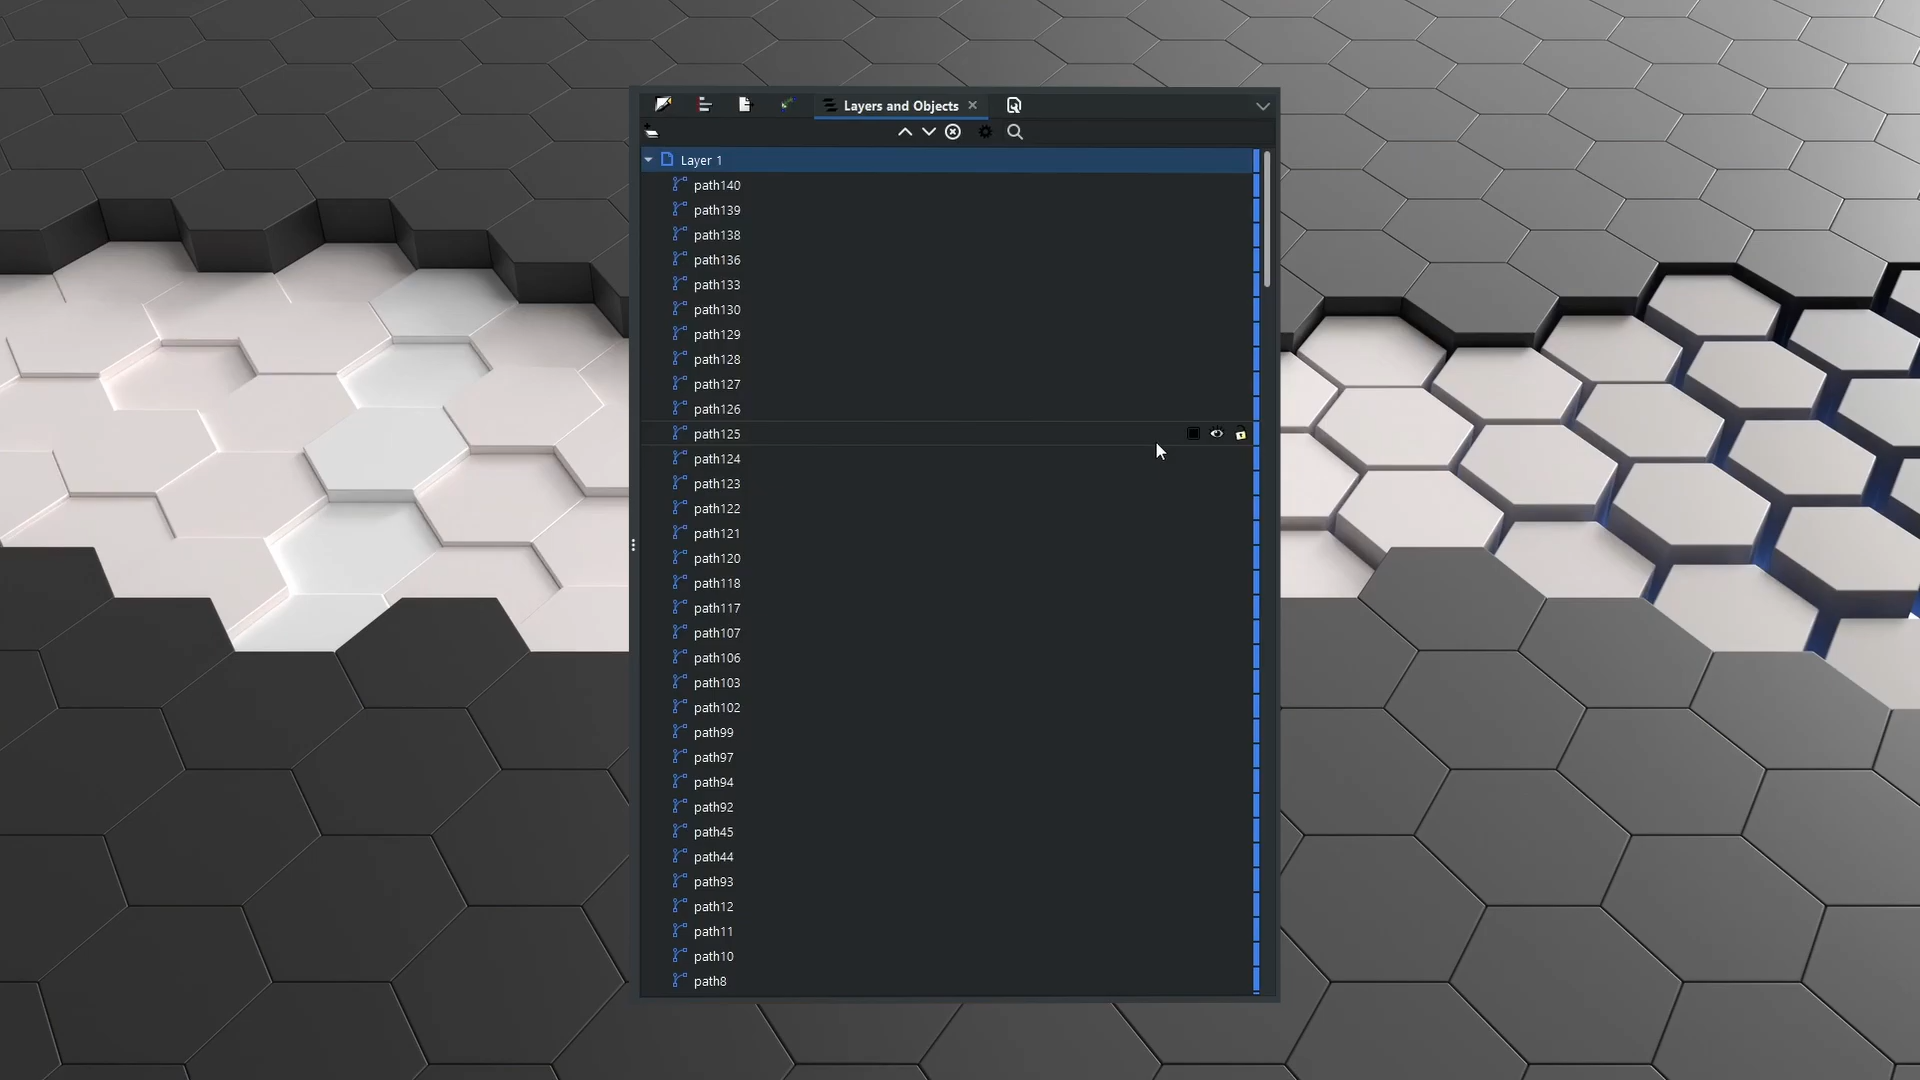 Layers and Objects
Layer 1
path140
path139
path138
path136
path133
path130
path129
path128
path127
path126
path125
path124
path123
path122
path121
path120
path118
path117
path107
path106
path103
path102
path99
path97
path94
path92
path45
path44
path93
path12
path11
path10
path8